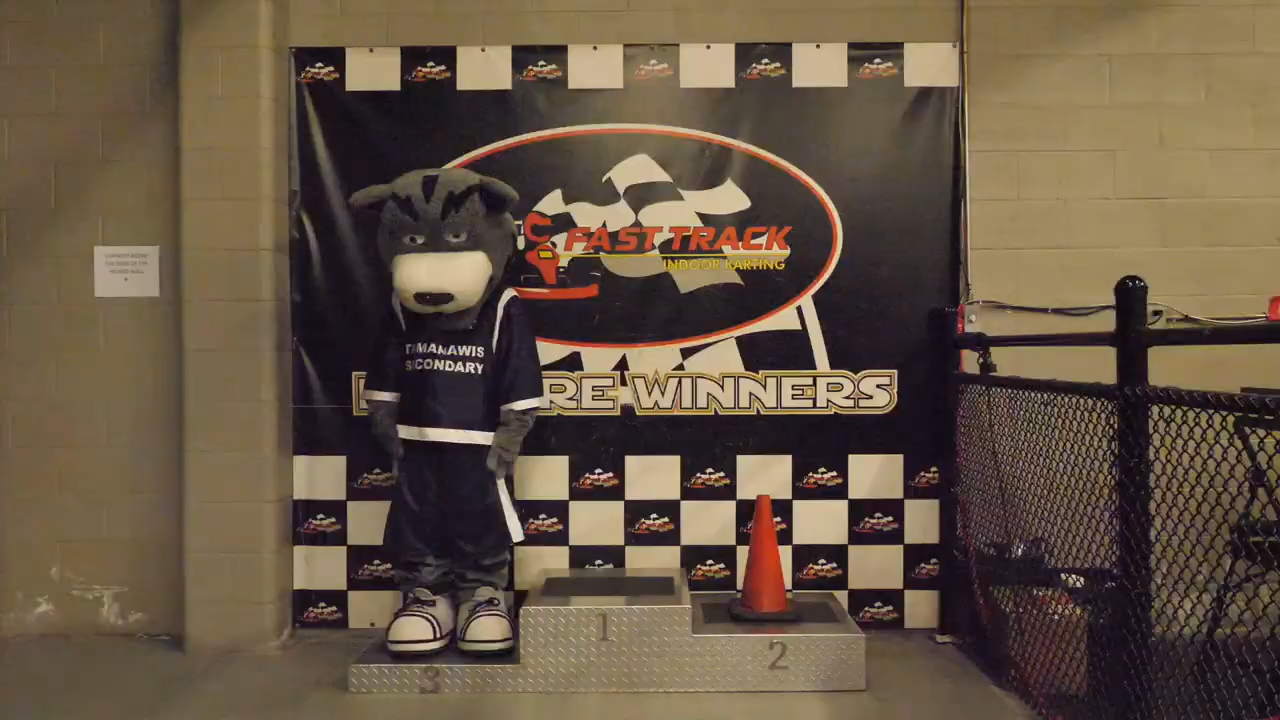 FAST TRACK
INDOOR KARTING
TAMANAWIS
SECONDARY
RE WINNERS
1
2
3